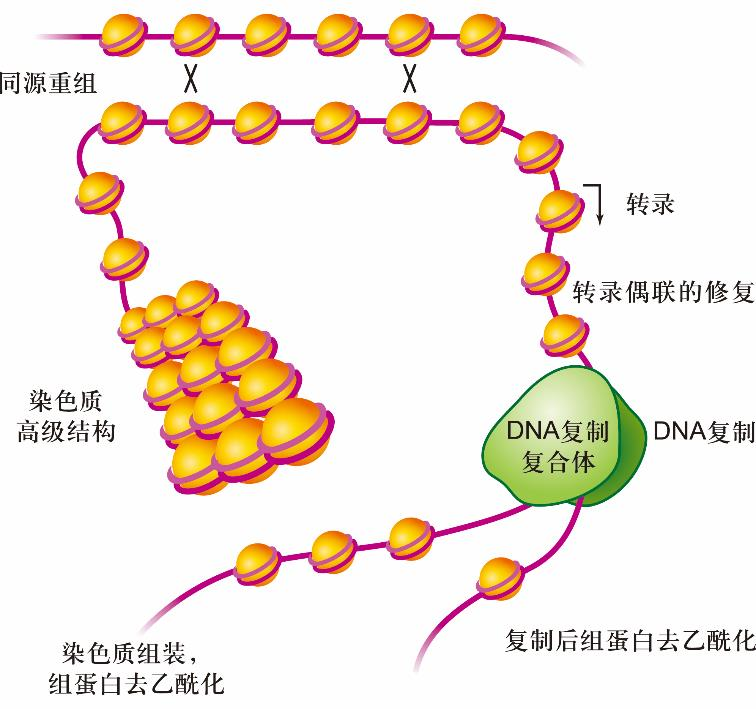 同源重组
转录
转录偶联的修复
染色质
高级结构
DNA复制
复合体
DNA复制
复制后组蛋白去乙酰化
染色质组装，
组蛋白去乙酰化